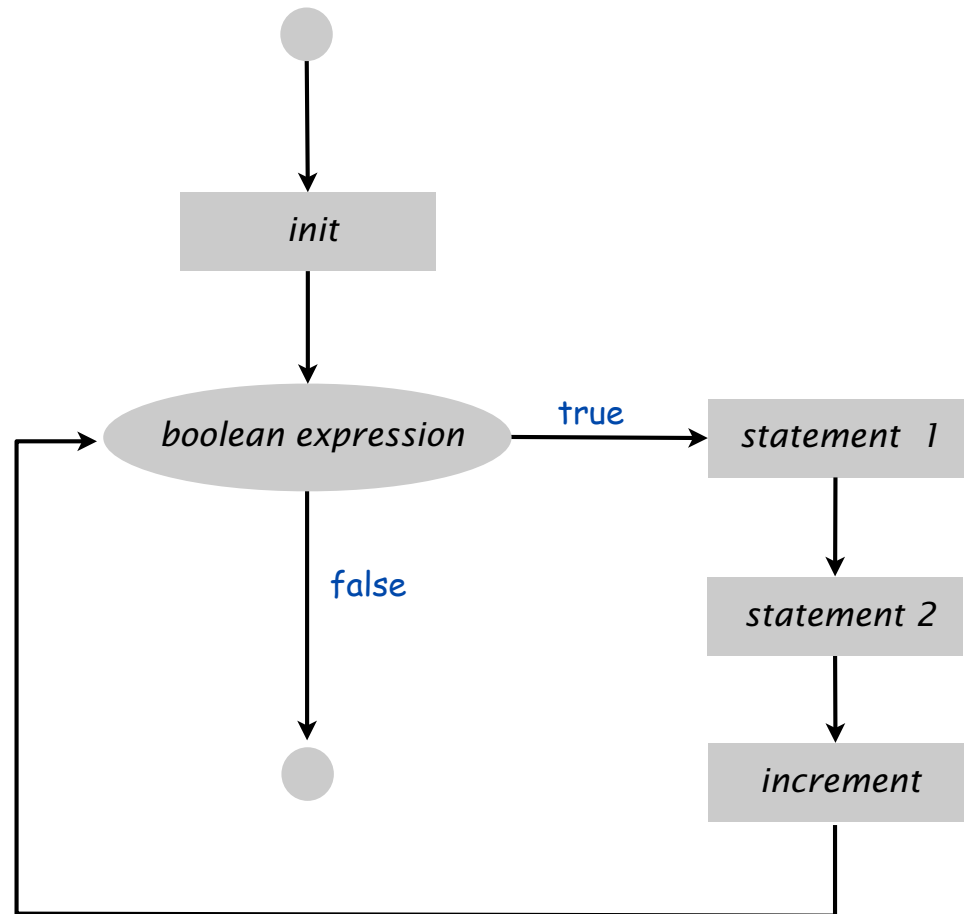 init
boolean expression
true
statement 1
false
statement 2
increment